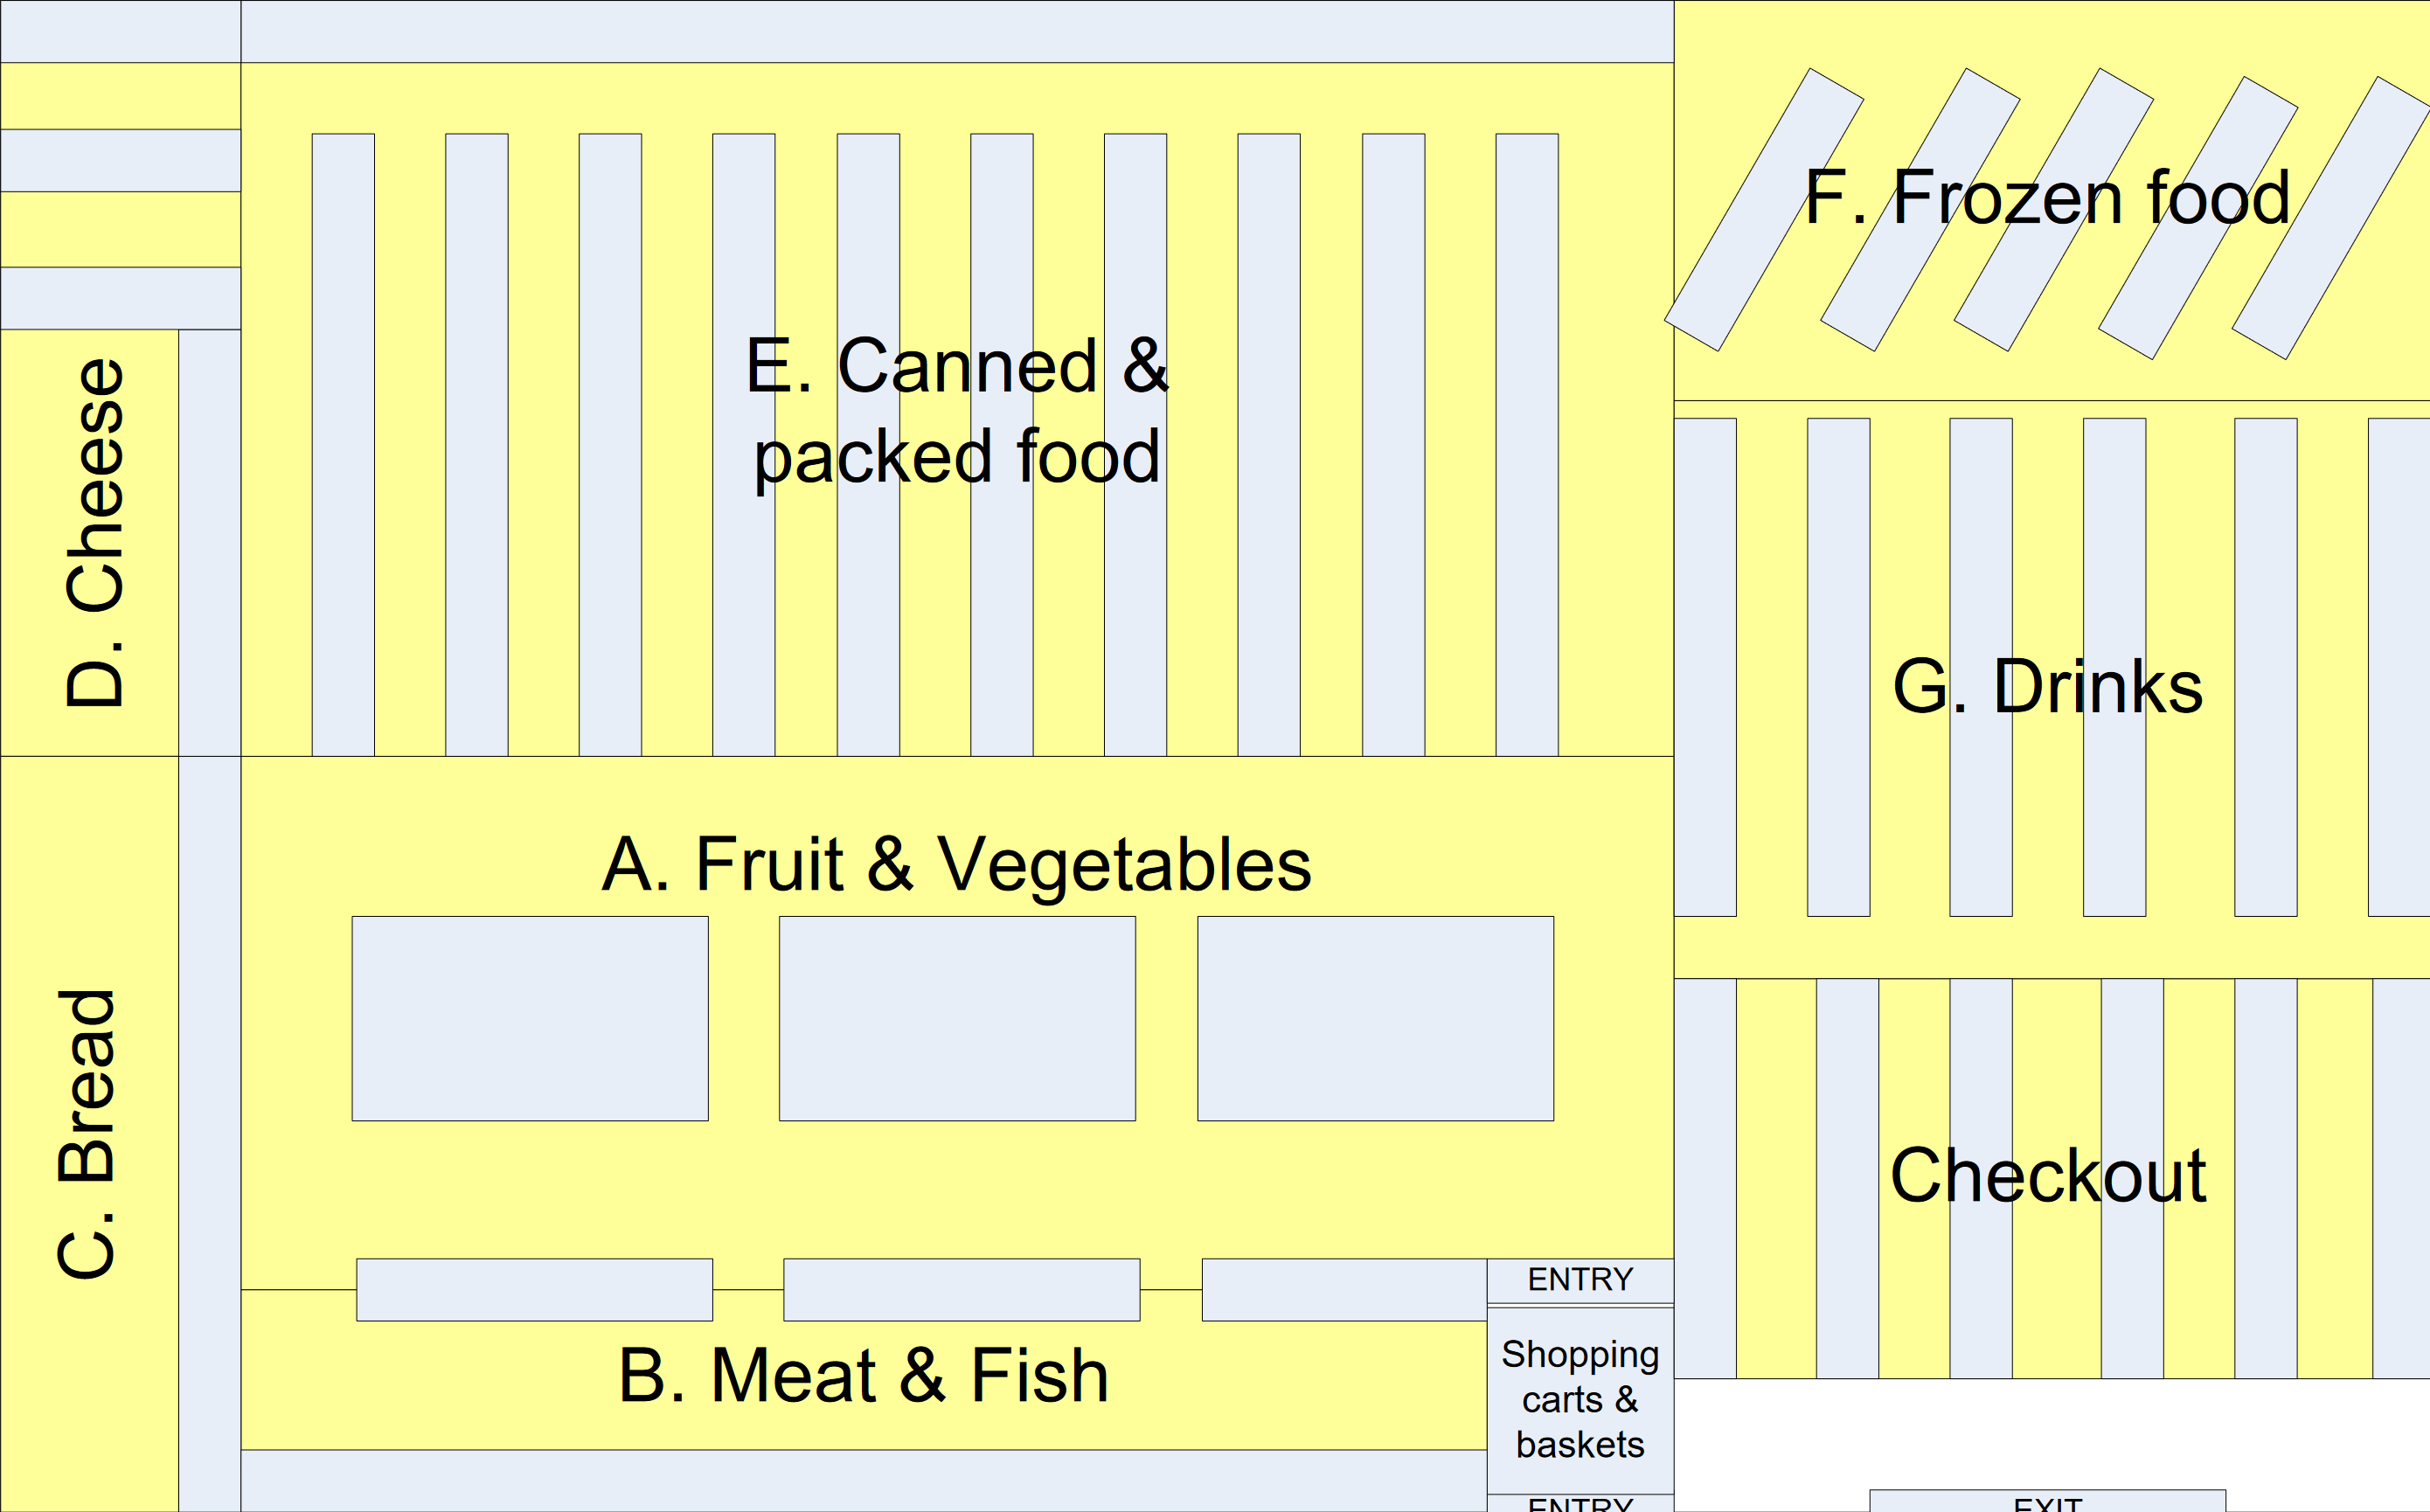 F. Frozen food
E. Canned &
packed food
D. Cheese
G. Drinks
A. Fruit & Vegetables
C. Bread
Checkout
ENTRY
Shopping
carts &
baskets
B. Meat & Fish
ENTRY
EXIT